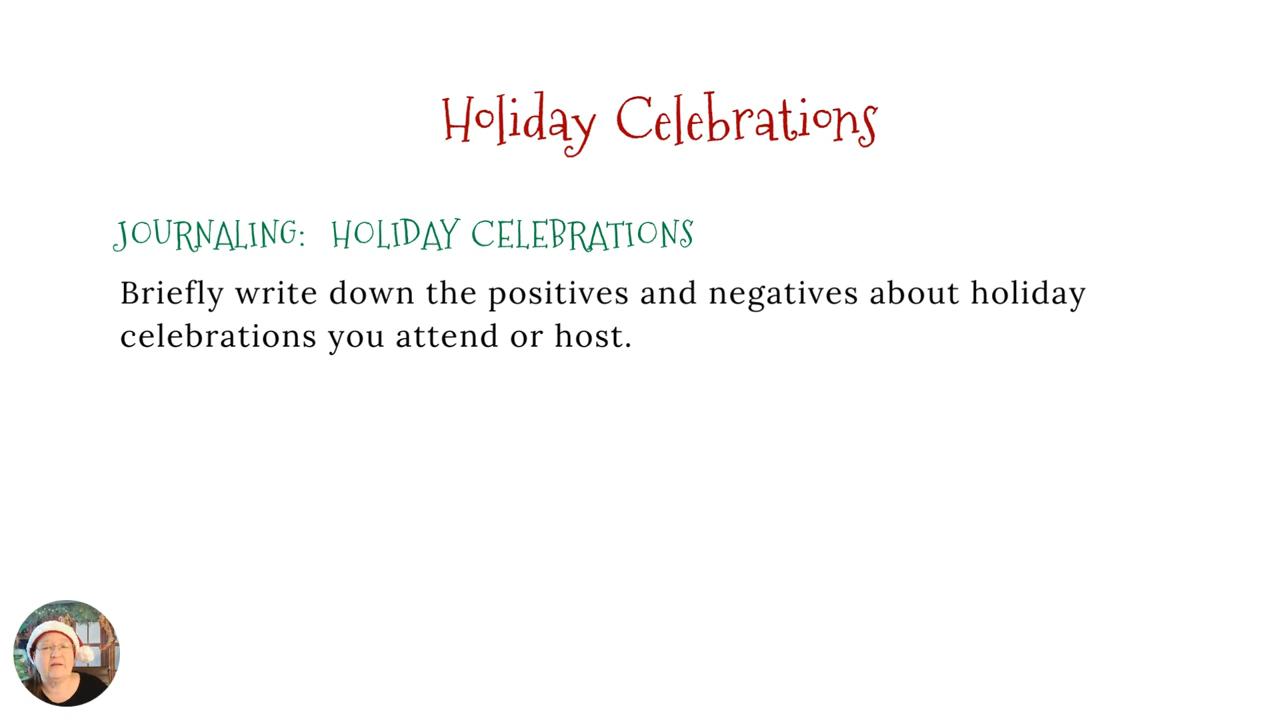 Holiday Celebrations
JOURNALING: HOLIDAY CELEBRATIONS
Briefly write down the positives and negatives about holiday
celebrations you attend or host.